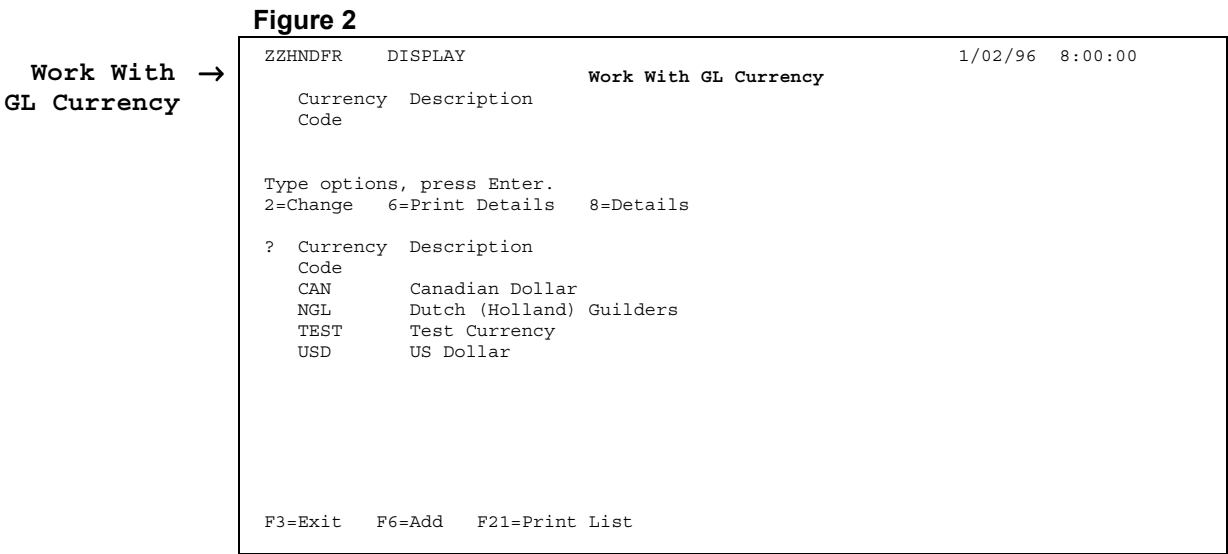 Figure 2
Work With →
GL Currency
ZZHNDFR DISPLAY 1/02/96 8:00:00
Work With GL Currency
Currency Description
Code
Type options, press Enter.
2=Change 6=Print Details 8=Details
? Currency Description
Code
CAN Canadian Dollar
NGL Dutch (Holland) Guilders
TEST Test Currency
USD US Dollar
F3=Exit F6=Add F21=Print List